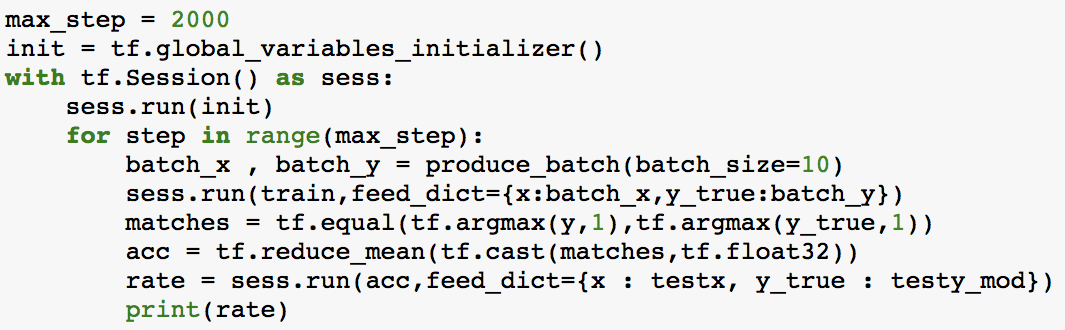 max_step = 2000
init = tf.global_variables_initializer()
with tf.Session() as sess:
    sess.run(init)
    for step in range(max_step):
        batch_x , batch_y = produce_batch(batch_size=10)
        sess.run(train,feed_dict={x:batch_x,y_true:batch_y})
        matches = tf.equal(tf.argmax(y,1),tf.argmax(y_true,1))
        acc = tf.reduce_mean(tf.cast(matches,tf.float32))
        rate = sess.run(acc,feed_dict={x : testx, y_true : testy_mod})
        print(rate)